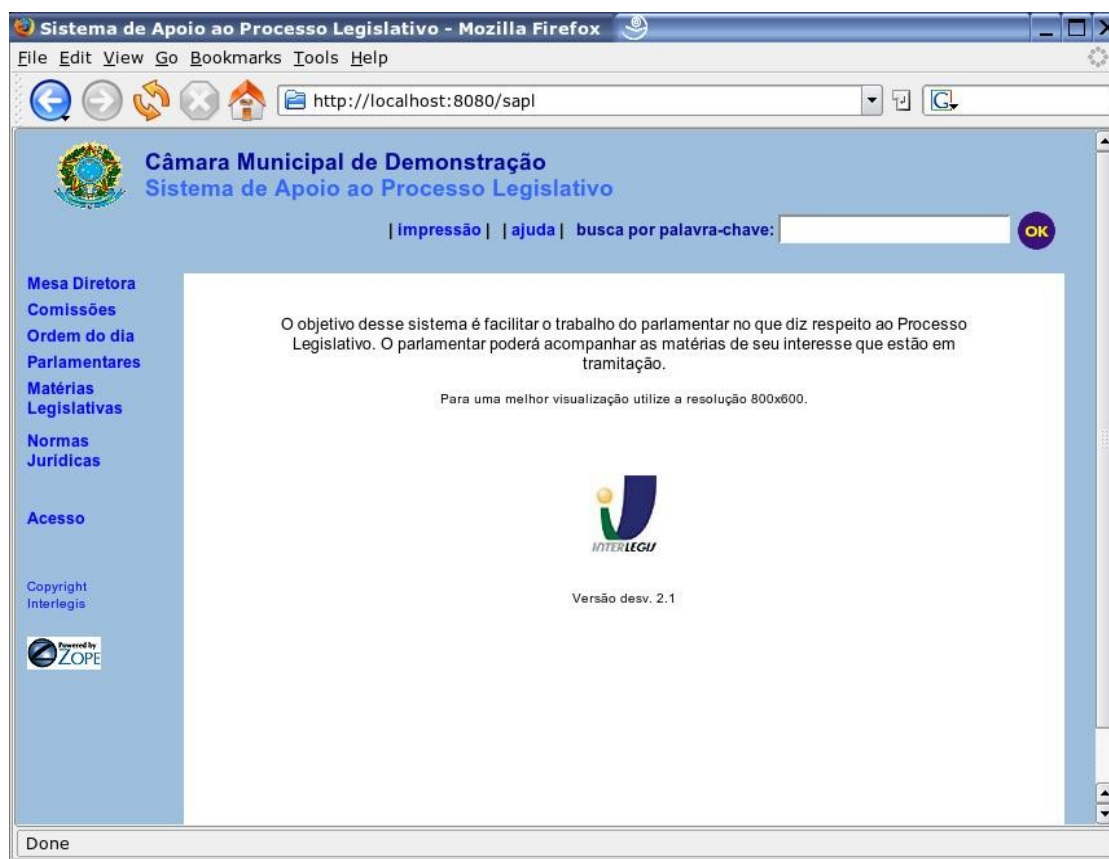 Sistema de Apoio ao Processo Legislativo - Mozilla Firefox
File Edit View Go Bookmarks Tools Help
http://localhost:8080/sapl
G
Câmara Municipal de Demonstração
Sistema de Apoio ao Processo Legislativo
| impressão | | ajuda | busca por palavra-chave: OK
Mesa Diretora
Comissões
Ordem do dia
Parlamentares
Matérias
Legislativas
Normas
Jurídicas
Acesso
Copyright
Interlegis
Powered by
ZOPE
O objetivo desse sistema é facilitar o trabalho do parlamentar no que diz respeito ao Processo
Legislativo. O parlamentar poderá acompanhar as matérias de seu interesse que estão em
tramitação.
Para uma melhor visualização utilize a resolução 800x600.
INTERLEGIS
Versão desv. 2.1
Done